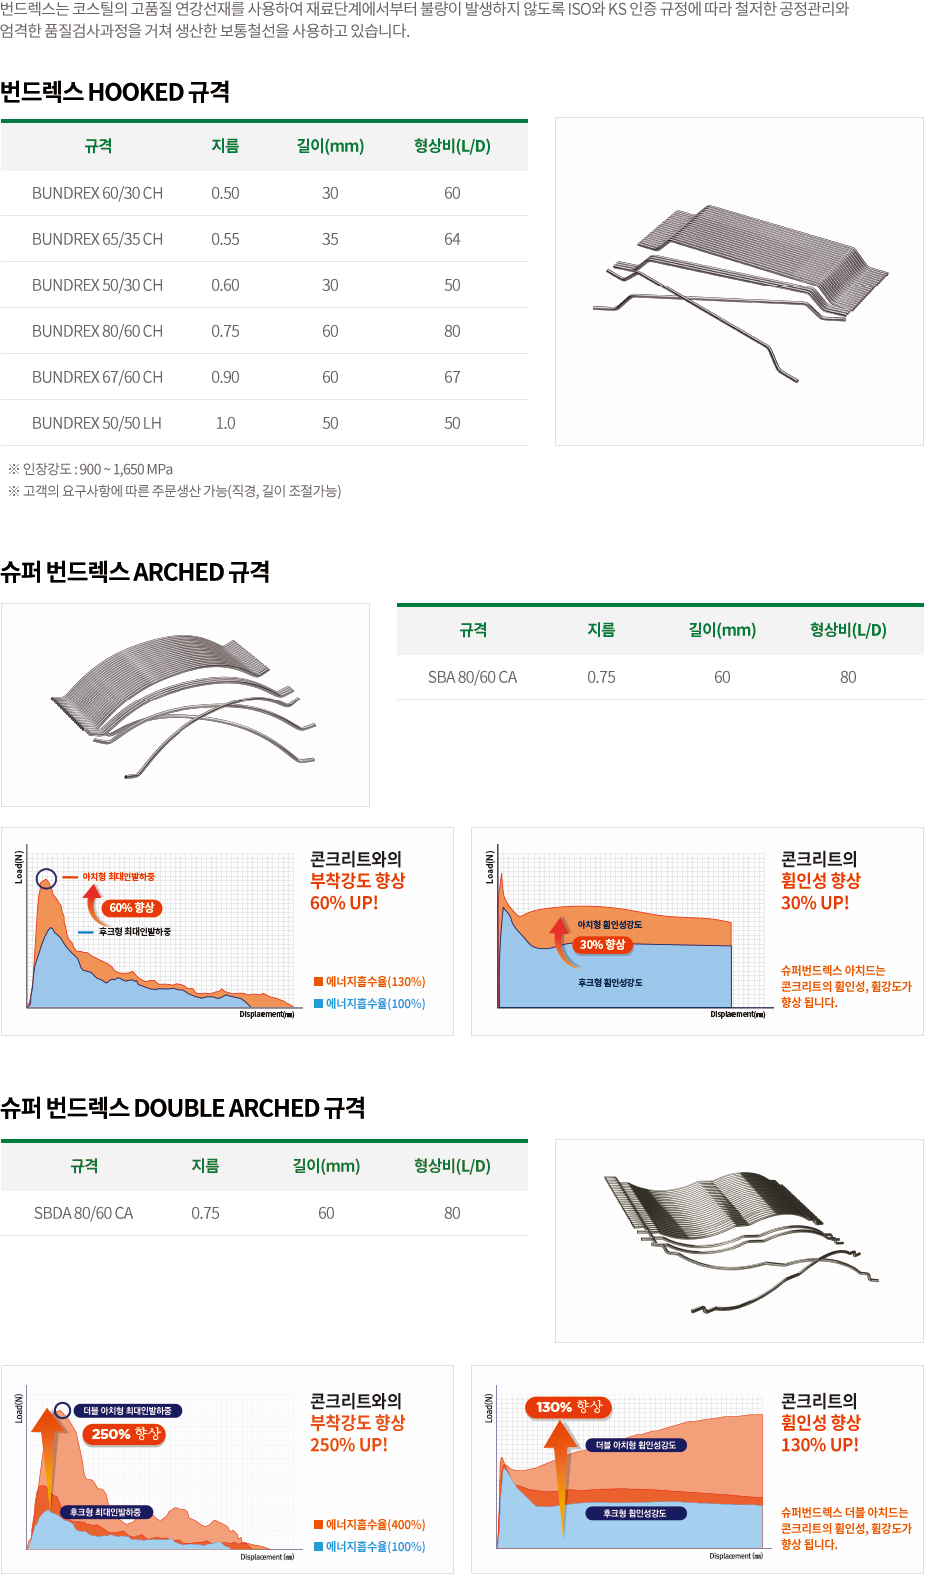 번드렉스는 코스틸의 고품질 연강선재를 사용하여 재료단계에서부터 불량이 발생하지 않도록 ISO와 KS 인증 규정에 따라 철저한 공정관리와
엄격한 품질검사과정을 거쳐 생산한 보통철선을 사용하고 있습니다.
번드렉스 HOOKED 규격
규격 지름 길이(mm) 형상비(L/D)
BUNDREX 60/30 CH 0.50 30 60
BUNDREX 65/35 CH 0.55 35 64
BUNDREX 50/30 CH 0.60 30 50
BUNDREX 80/60 CH 0.75 60 80
BUNDREX 67/60 CH 0.90 60 67
BUNDREX 50/50 LH 1.0 50 50
※ 인장강도 : 900 ~ 1,650 MPa
※ 고객의 요구사항에 따른 주문생산 가능(직경, 길이 조절가능)
슈퍼 번드렉스 ARCHED 규격
규격 지름 길이(mm) 형상비(L/D)
SBA 80/60 CA 0.75 60 80
Load(N)
아치형 최대인발하중
60% 향상
후크형 최대인발하중
Displacement(㎜)
콘크리트와의
부착강도 향상
60% UP!
에너지흡수율(130%)
에너지흡수율(100%)
Load(N)
아치형 휨인성강도
30% 향상
후크형 휨인성강도
Displacement(㎜)
콘크리트의
휨인성 향상
30% UP!
슈퍼번드렉스 아치드는
콘크리트의 휨인성, 휨강도가
향상 됩니다.
슈퍼 번드렉스 DOUBLE ARCHED 규격
규격 지름 길이(mm) 형상비(L/D)
SBDA 80/60 CA 0.75 60 80
Load(N)
더블 아치형 최대인발하중
250% 향상
후크형 최대인발하중
Displacement (㎜)
콘크리트와의
부착강도 향상
250% UP!
에너지흡수율(400%)
에너지흡수율(100%)
Load(N)
130% 향상
더블 아치형 휨인성강도
후크형 휨인성강도
Displacement (㎜)
콘크리트의
휨인성 향상
130% UP!
슈퍼번드렉스 더블 아치드는
콘크리트의 휨인성, 휨강도가
향상 됩니다.